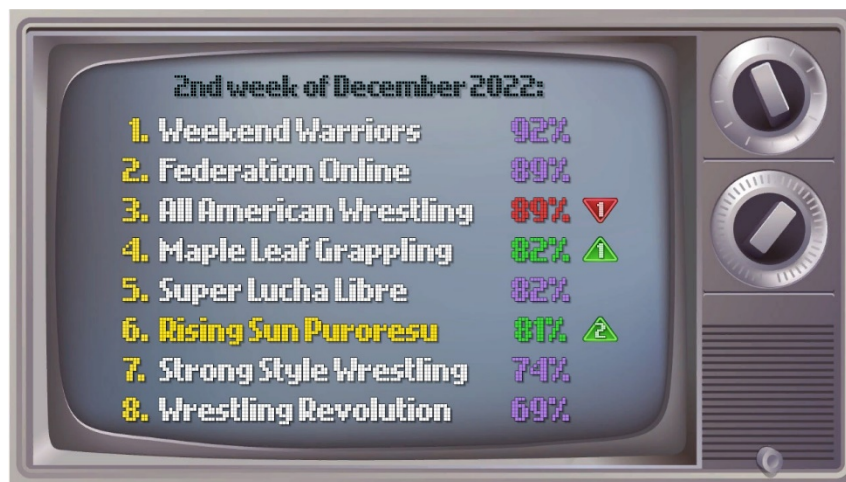 2nd week of December 2022:
1. Weekend Warriors 92%
2. Federation Online 89%
3. All American Wrestling 89% 1
4. Maple Leaf Grappling 82% 1
5. Super Lucha Libre 82%
6. Rising Sun Puroresu 81% 2
7. Strong Style Wrestling 74%
8. Wrestling Revolution 69%